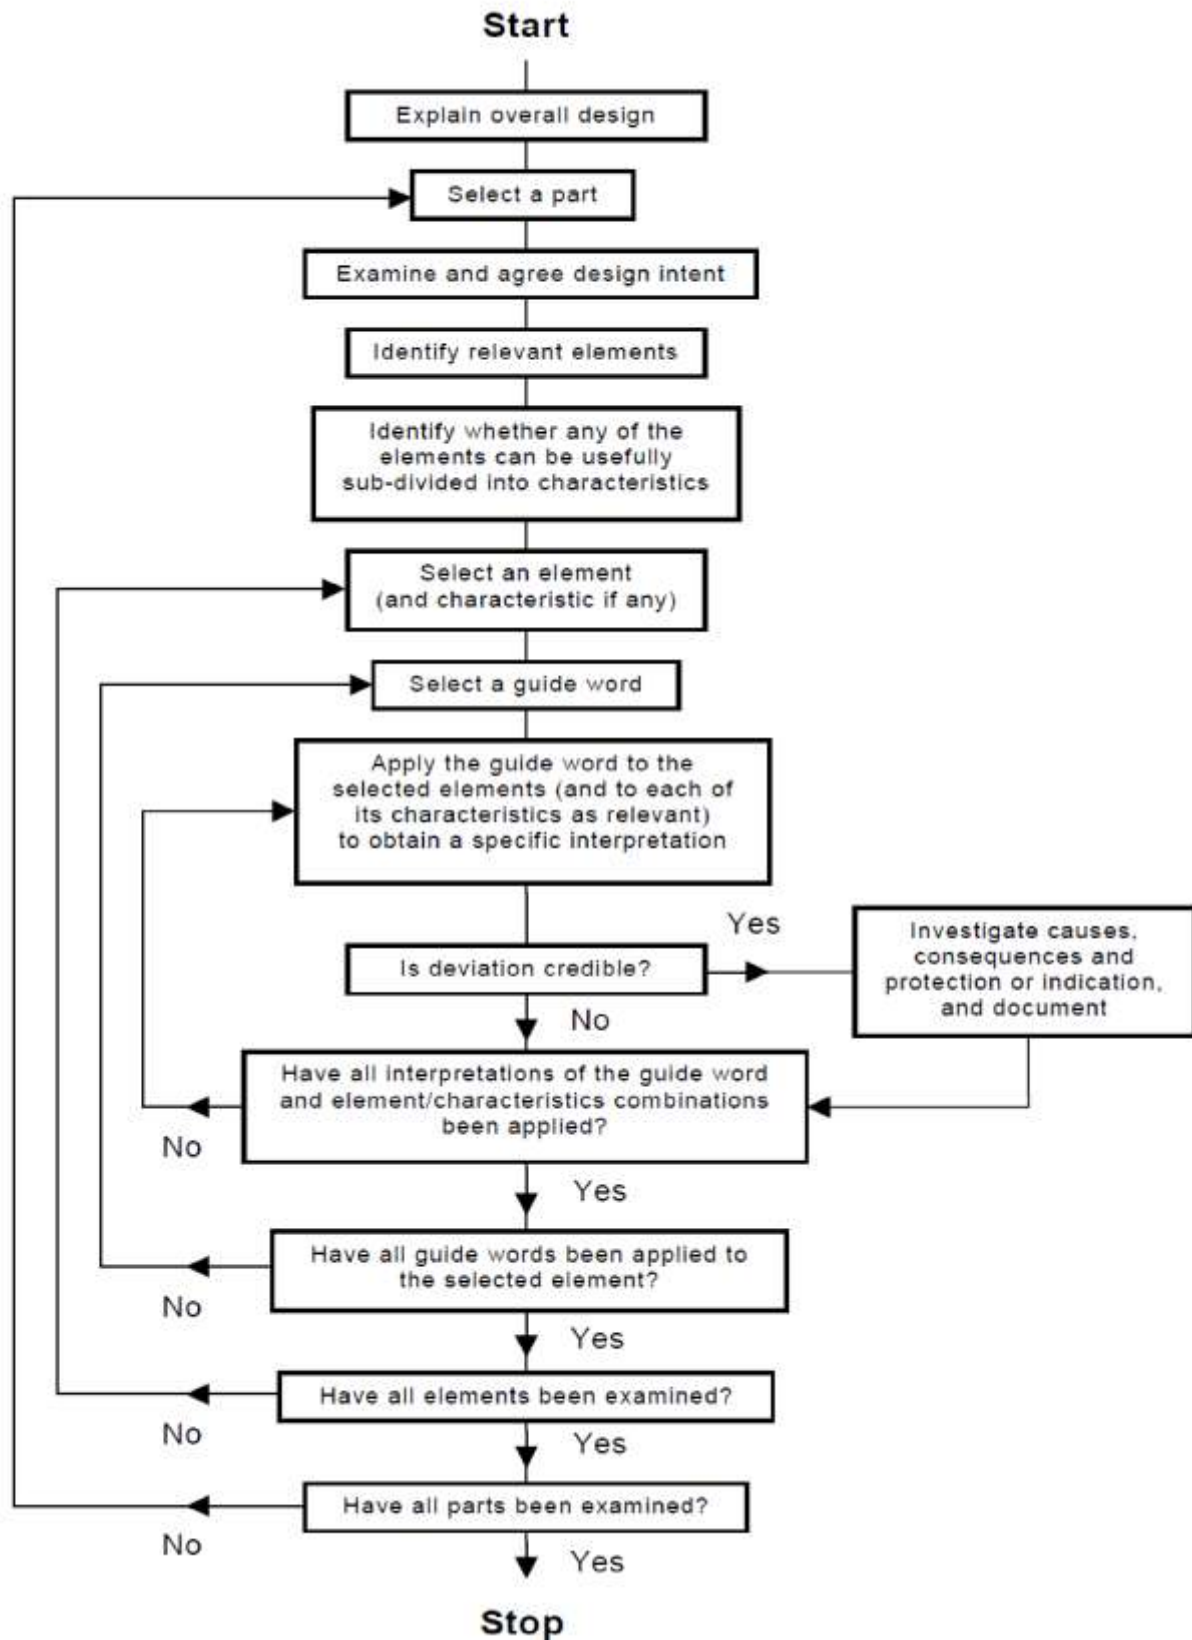 Start
Explain overall design
Select a part
Examine and agree design intent
Identify relevant elements
Identify whether any of the
elements can be usefully
sub-divided into characteristics
Select an element
(and characteristic if any)
Select a guide word
Apply the guide word to the
selected elements (and to each of
its characteristics as relevant)
to obtain a specific interpretation
Is deviation credible?
Yes
Investigate causes,
consequences and
protection or indication,
and document
No
Have all interpretations of the guide word
and element/characteristics combinations
been applied?
No
Yes
Have all guide words been applied to
the selected element?
No
Yes
Have all elements been examined?
No
Yes
Have all parts been examined?
No
Yes
Stop